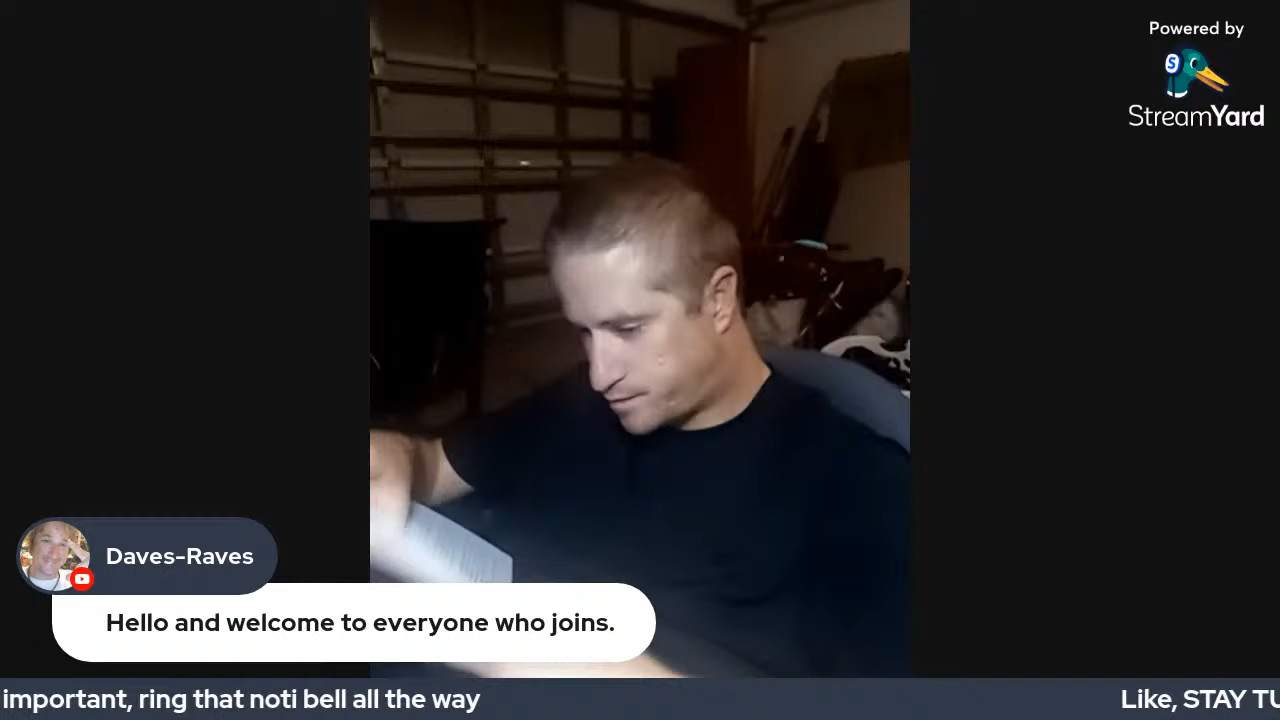 Powered by
StreamYard
Daves-Raves
Hello and welcome to everyone who joins.
important, ring that noti bell all the way
Like, STAY